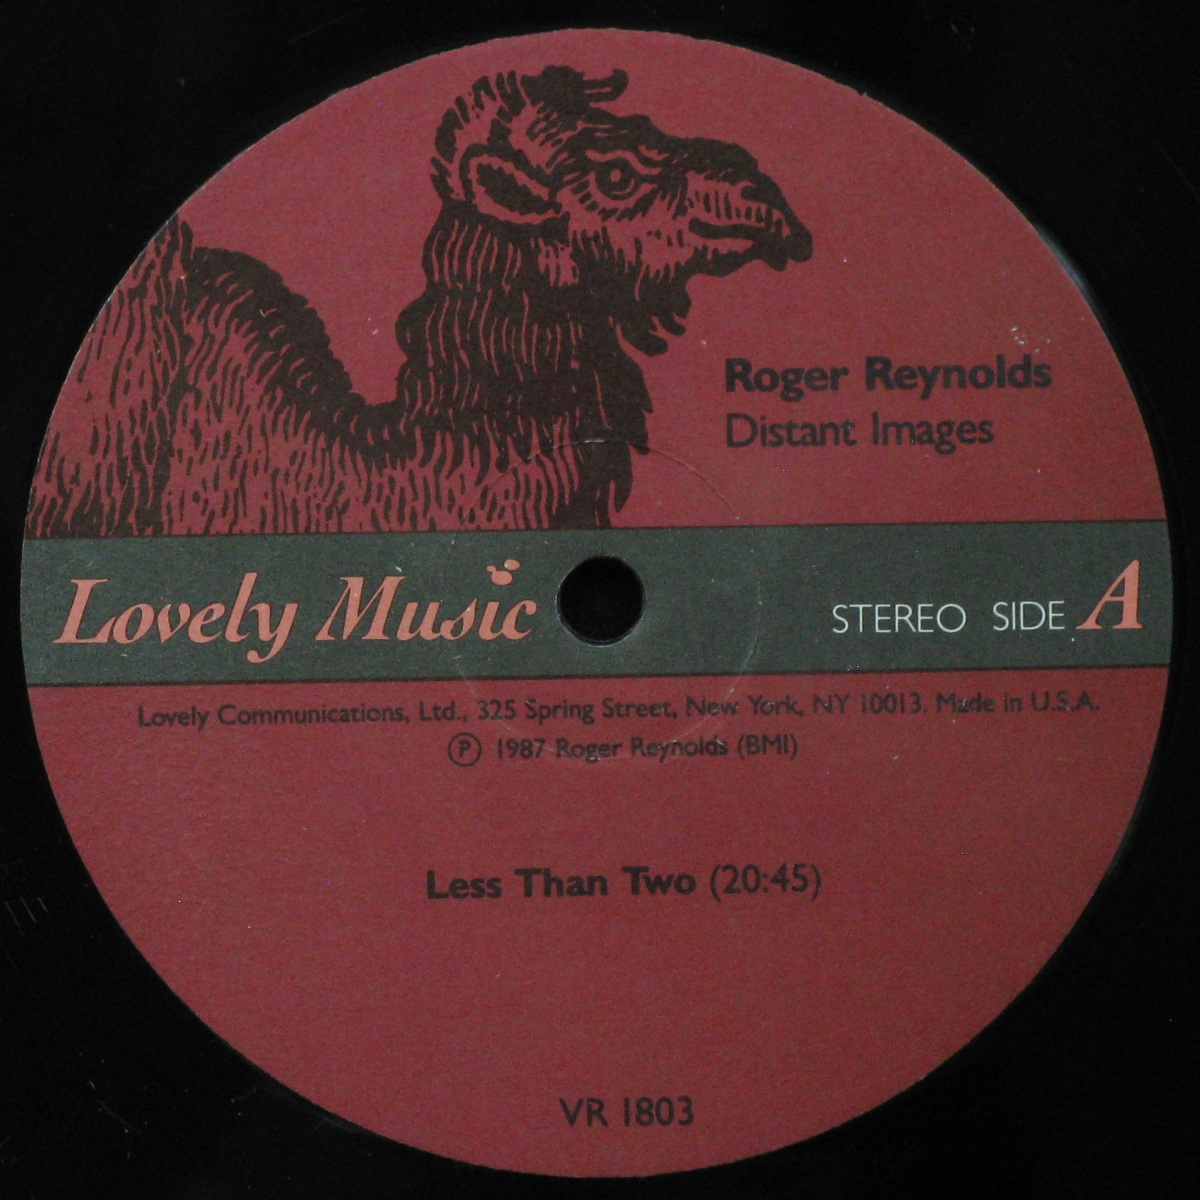 Roger Reynolds
Distant Images
Lovely Music
STEREO SIDE A
Lovely Communications, Ltd., 325 Spring Street, New York, NY 10013. Made in U.S.A.
Ⓟ 1987 Roger Reynolds (BMI)
Less Than Two (20:45)
VR 1803